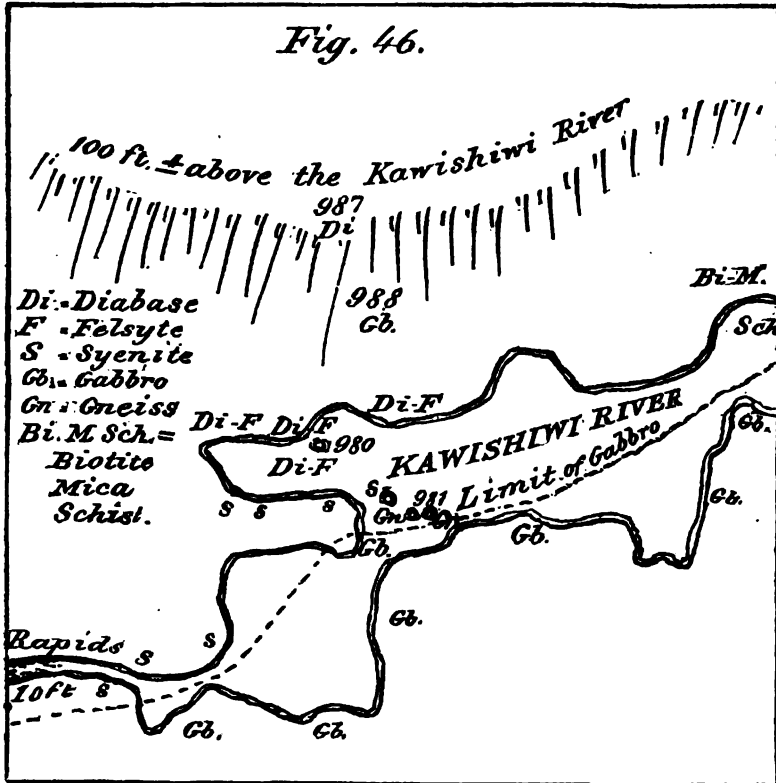 Fig. 46.
100 ft. ± above the Kawishiwi River
987
Di
988
Gb.
Di = Diabase
F = Felsyte
S = Syenite
Gb. = Gabbro
Gn = Gneiss
Bi. M Sch. =
Biotite
Mica
Schist.
Bi-M.
Sch
Di-F
Di-F
Di-F
980
Di-F
KAWISHIWI RIVER
Limit of Gabbro
S
S
S
S
981
Gn
Gb.
Gb.
Gb.
Gb.
Gb.
Rapids
S
S
10 ft
S
Gb.
Gb.